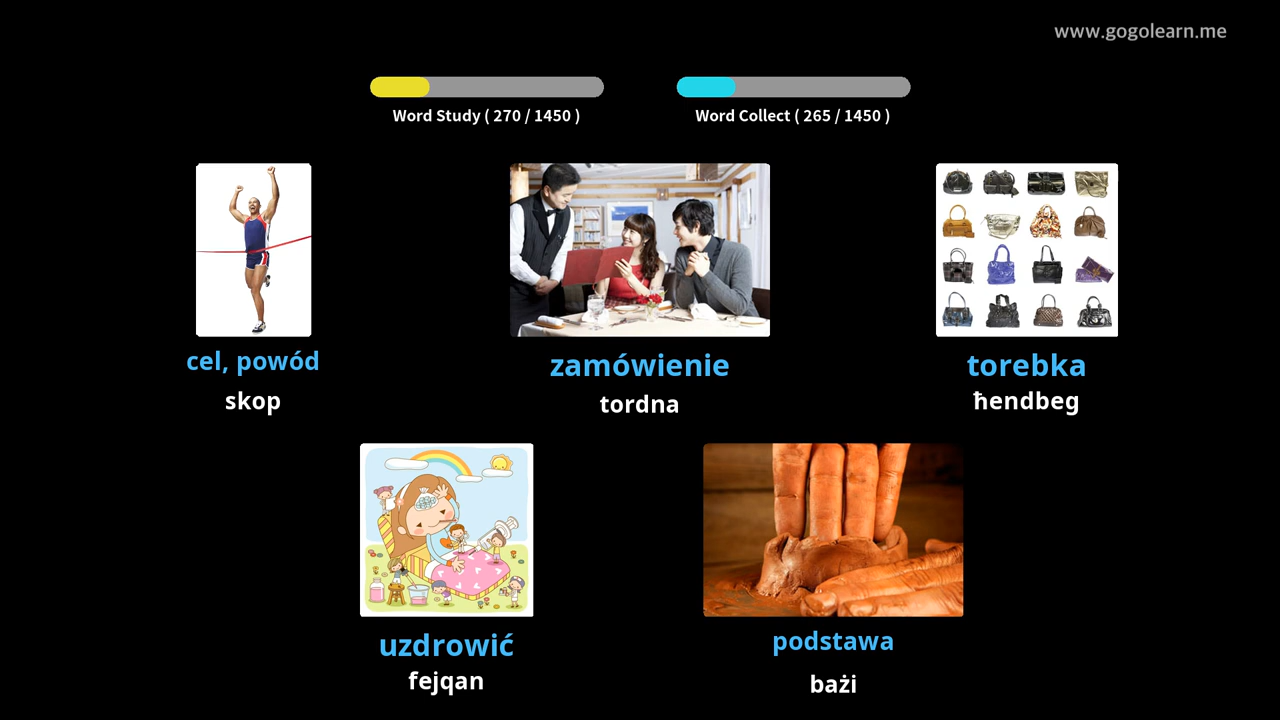 www.gogolearn.me
Word Study ( 270 / 1450 )
Word Collect ( 265 / 1450 )
cel, powód
skop
zamówienie
tordna
torebka
ħendbeg
uzdrowić
fejqan
podstawa
bażi